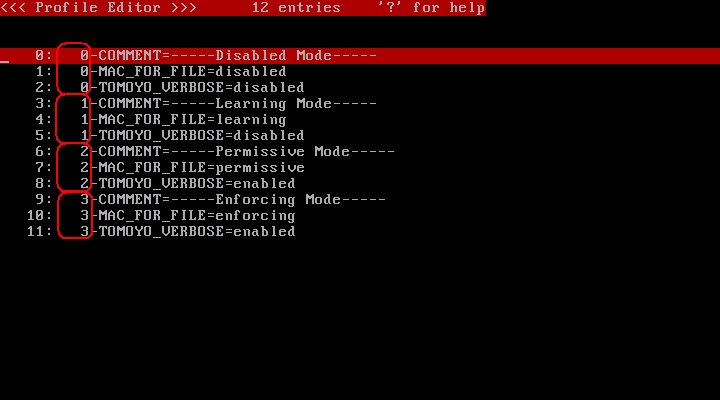 <<< Profile Editor >>>      12 entries    '?' for help
0:   0-COMMENT=-----Disabled Mode-----
1:   0-MAC_FOR_FILE=disabled
2:   0-TOMOYO_VERBOSE=disabled
3:   1-COMMENT=-----Learning Mode-----
4:   1-MAC_FOR_FILE=learning
5:   1-TOMOYO_VERBOSE=disabled
6:   2-COMMENT=-----Permissive Mode-----
7:   2-MAC_FOR_FILE=permissive
8:   2-TOMOYO_VERBOSE=enabled
9:   3-COMMENT=-----Enforcing Mode-----
10:   3-MAC_FOR_FILE=enforcing
11:   3-TOMOYO_VERBOSE=enabled